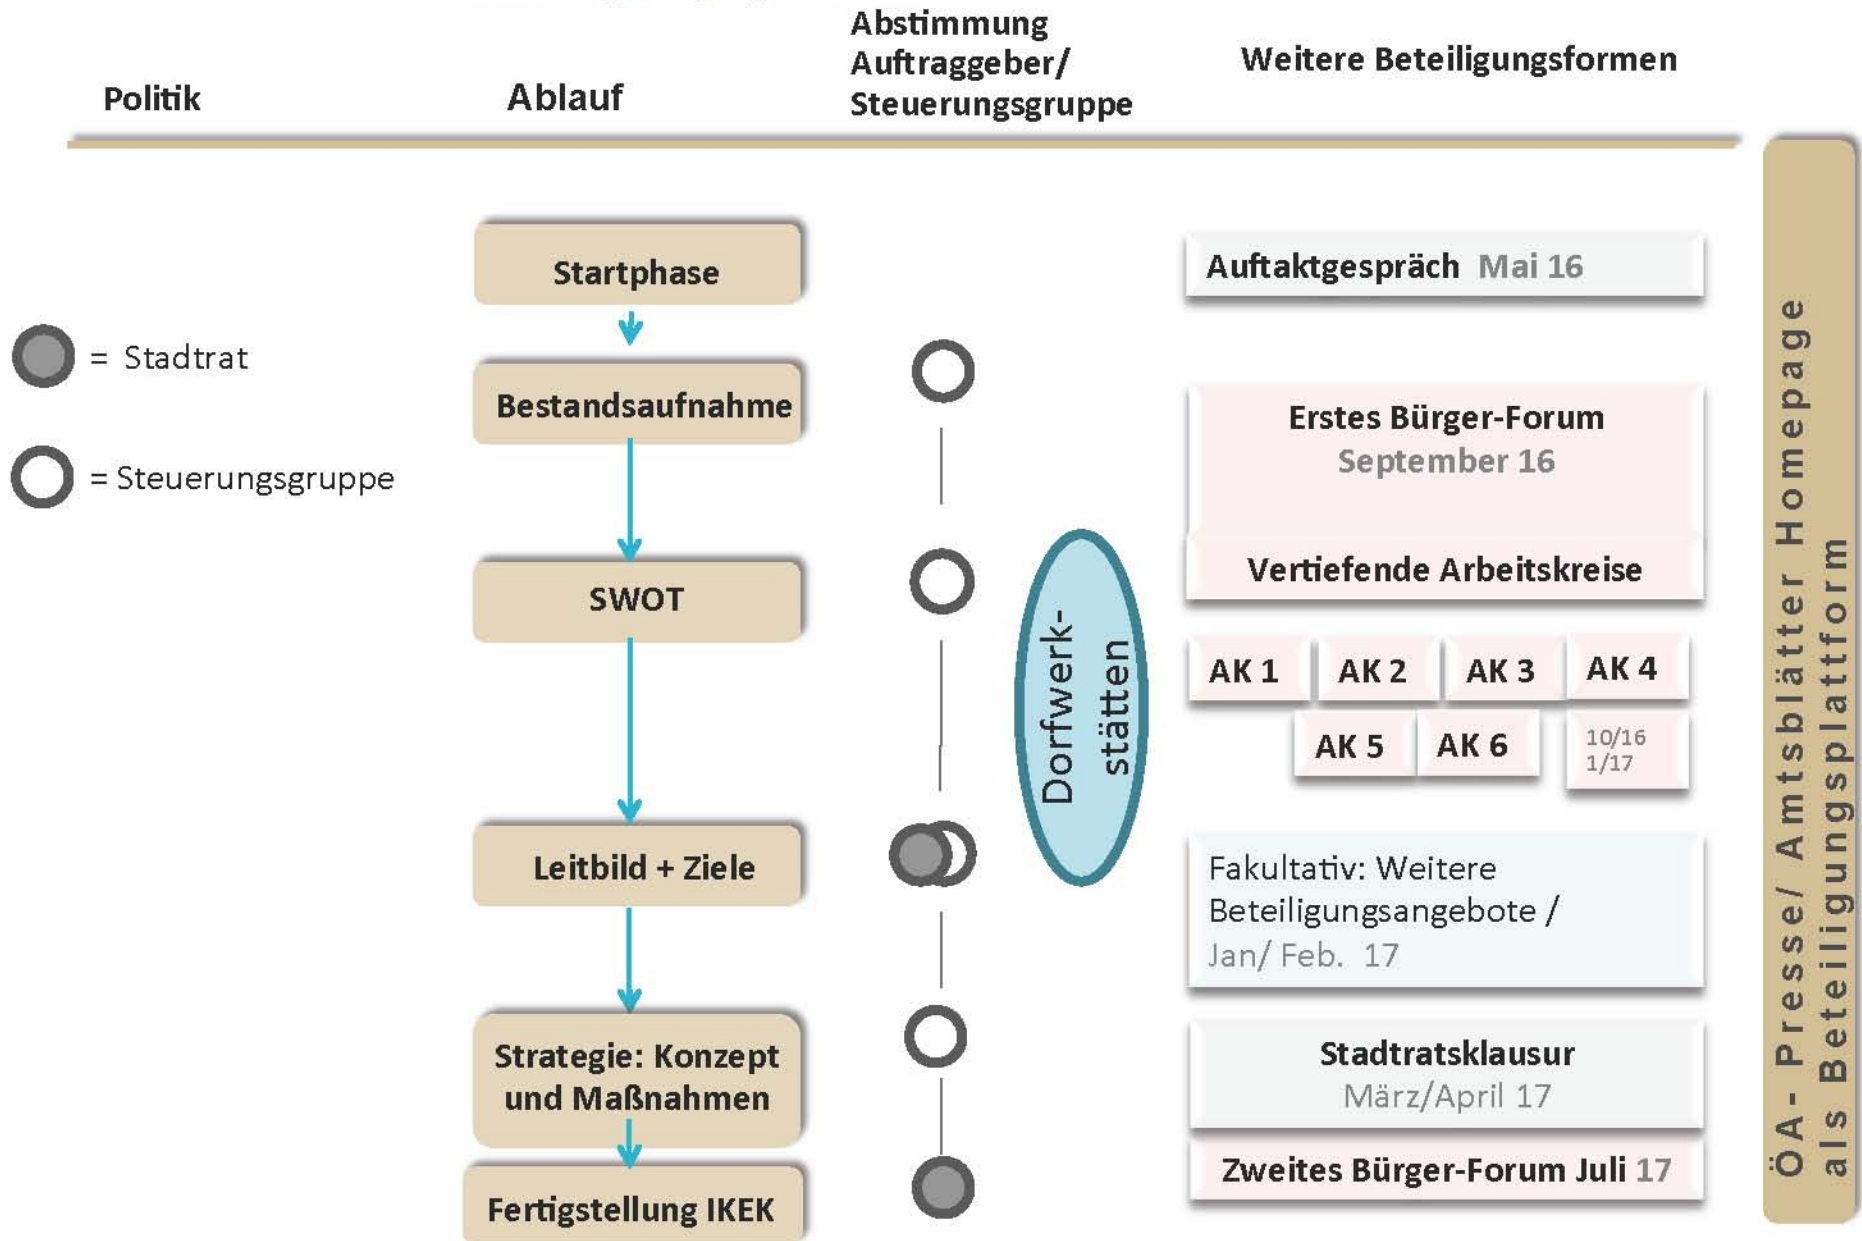 Politik
Ablauf
Abstimmung
Auftraggeber/
Steuerungsgruppe
Weitere Beteiligungsformen
= Stadtrat
= Steuerungsgruppe
Startphase
Bestandsaufnahme
SWOT
Leitbild + Ziele
Strategie: Konzept
und Maßnahmen
Fertigstellung IKEK
Dorfwerk-
stätten
Auftaktgespräch Mai 16
Erstes Bürger-Forum
September 16
Vertiefende Arbeitskreise
AK 1
AK 2
AK 3
AK 4
AK 5
AK 6
10/16
1/17
Fakultativ: Weitere
Beteiligungsangebote /
Jan/ Feb. 17
Stadtratsklausur
März/April 17
Zweites Bürger-Forum Juli 17
ÖA- Presse/ Amtsblätter Homepage
als Beteiligungsplattform